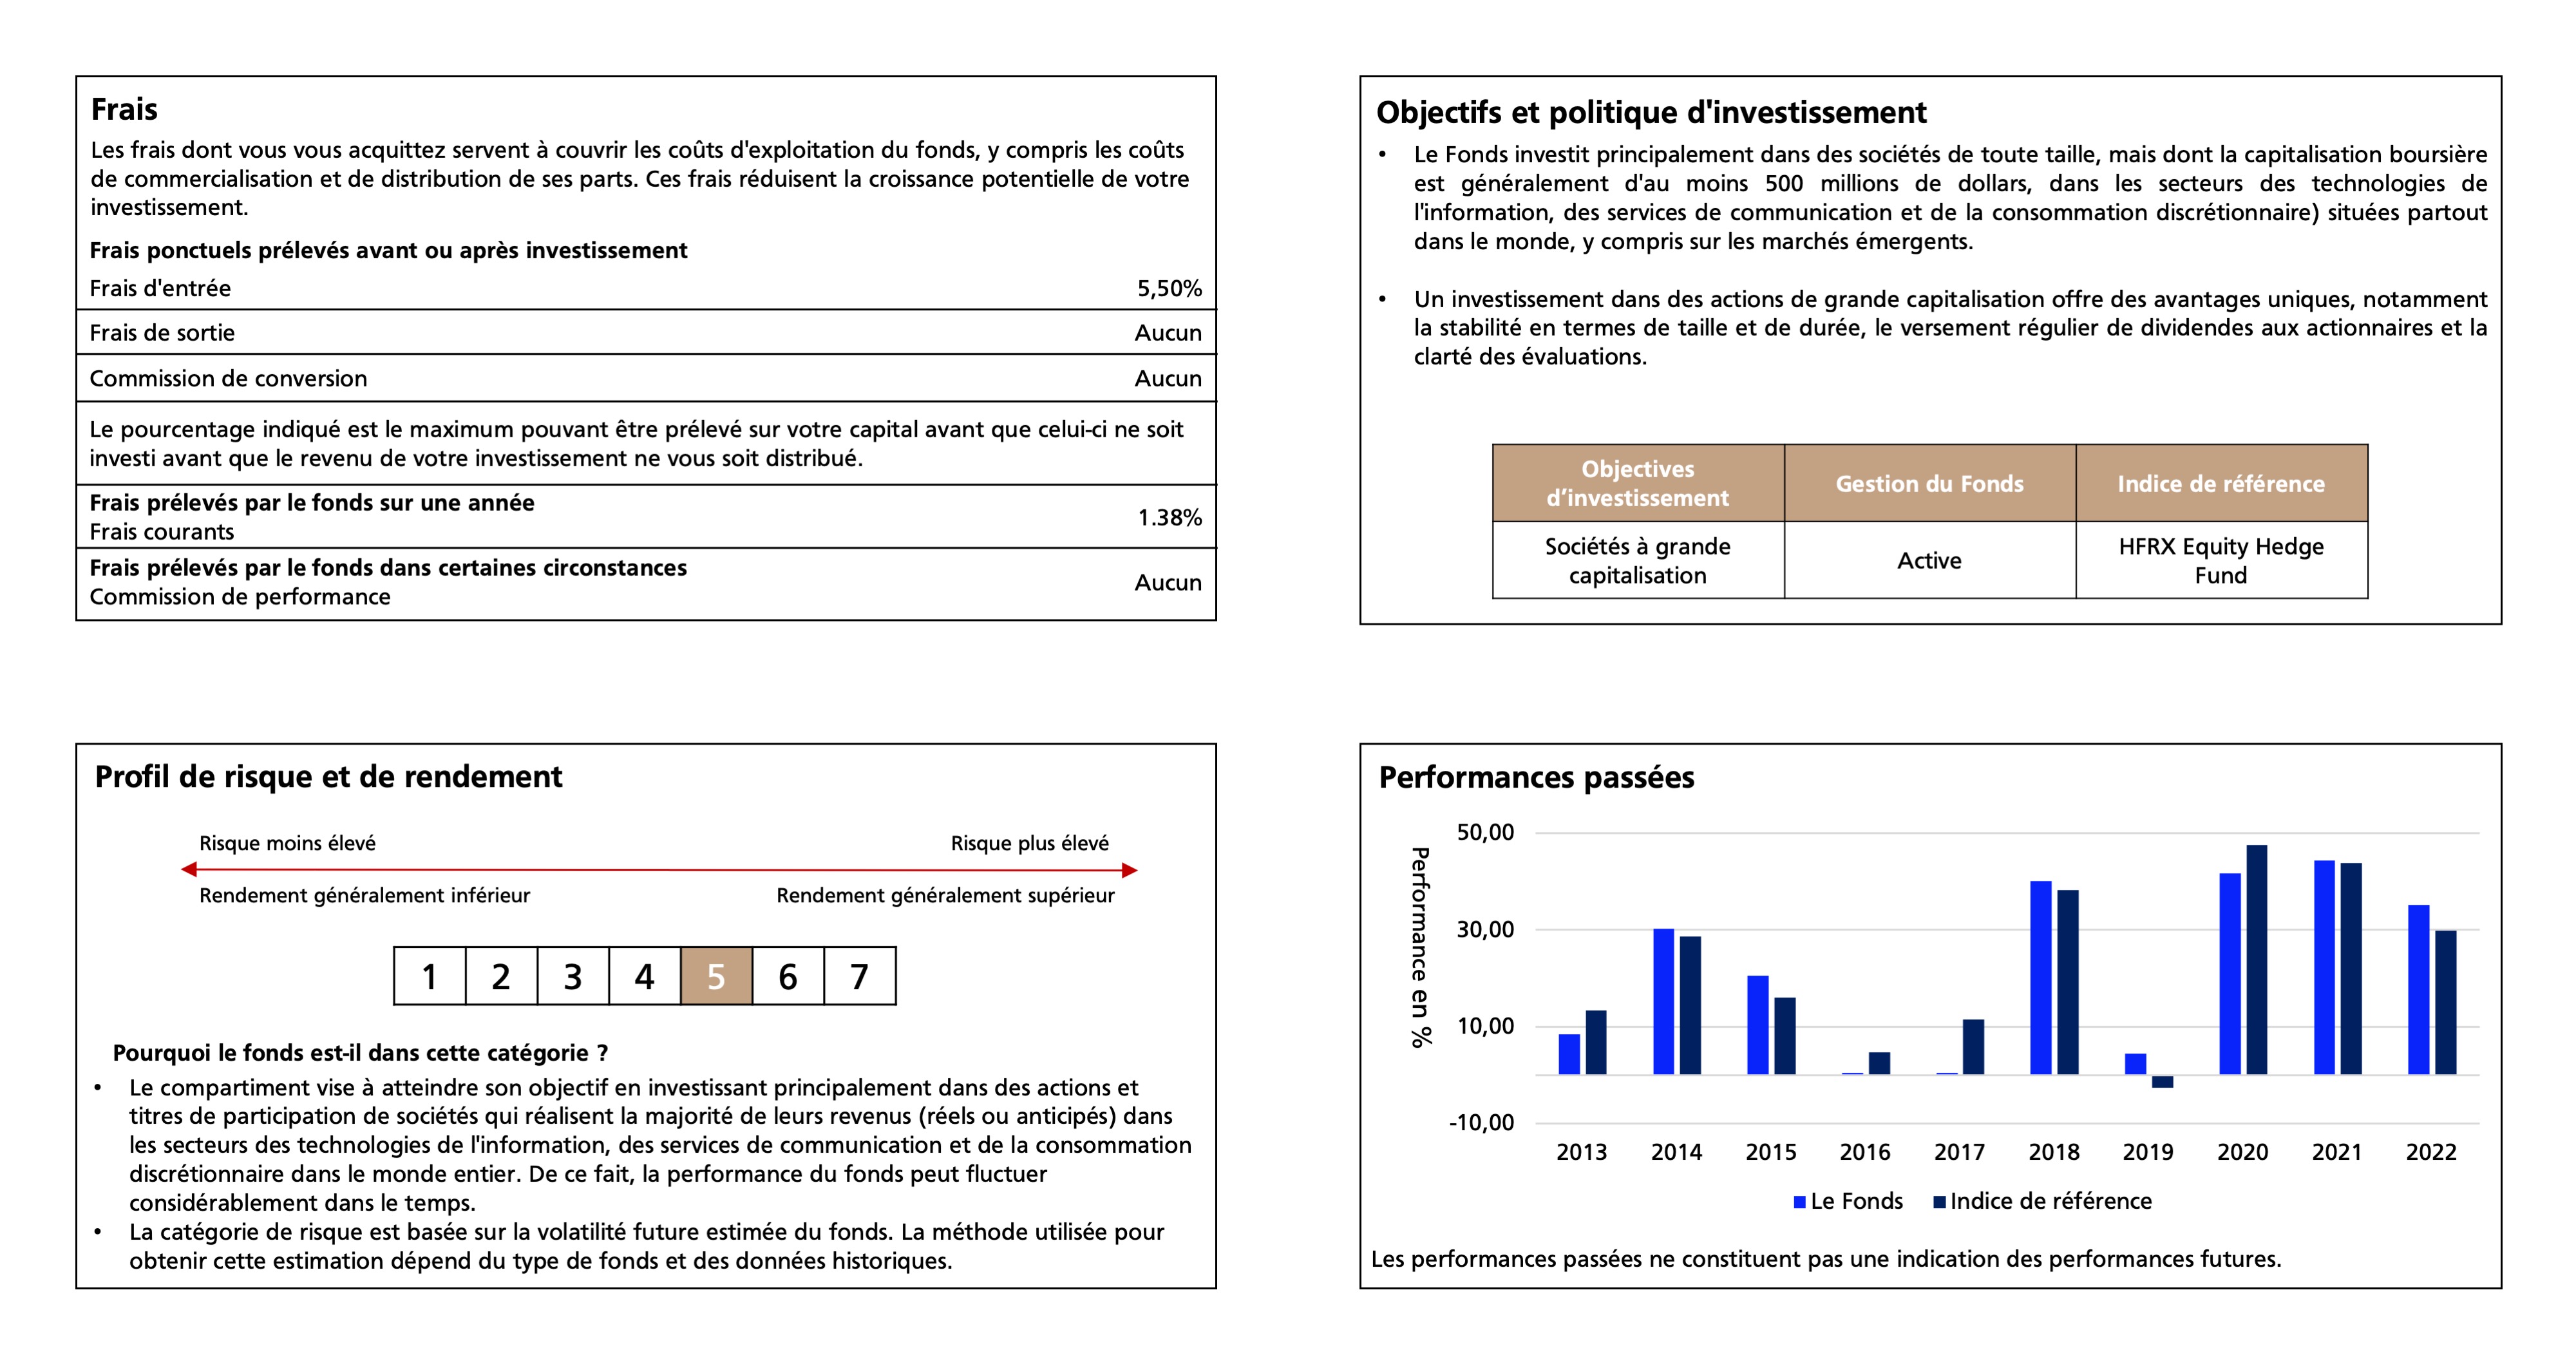 Frais
Les frais dont vous vous acquittez servent à couvrir les coûts d'exploitation du fonds, y compris les coûts
de commercialisation et de distribution de ses parts. Ces frais réduisent la croissance potentielle de votre
investissement.
Frais ponctuels prélevés avant ou après investissement
Frais d'entrée 5,50%
Frais de sortie Aucun
Commission de conversion Aucun
Le pourcentage indiqué est le maximum pouvant être prélevé sur votre capital avant que celui-ci ne soit
investi avant que le revenu de votre investissement ne vous soit distribué.
Frais prélevés par le fonds sur une année
Frais courants 1.38%
Frais prélevés par le fonds dans certaines circonstances
Commission de performance Aucun
Objectifs et politique d'investissement
• Le Fonds investit principalement dans des sociétés de toute taille, mais dont la capitalisation boursière
est généralement d'au moins 500 millions de dollars, dans les secteurs des technologies de
l'information, des services de communication et de la consommation discrétionnaire) situées partout
dans le monde, y compris sur les marchés émergents.
• Un investissement dans des actions de grande capitalisation offre des avantages uniques, notamment
la stabilité en termes de taille et de durée, le versement régulier de dividendes aux actionnaires et la
clarté des évaluations.
Objectives
d’investissement
Gestion du Fonds
Indice de référence
Sociétés à grande
capitalisation
Active
HFRX Equity Hedge
Fund
Profil de risque et de rendement
Risque moins élevé Risque plus élevé
Rendement généralement inférieur Rendement généralement supérieur
1 2 3 4 5 6 7
Pourquoi le fonds est-il dans cette catégorie ?
• Le compartiment vise à atteindre son objectif en investissant principalement dans des actions et
titres de participation de sociétés qui réalisent la majorité de leurs revenus (réels ou anticipés) dans
les secteurs des technologies de l'information, des services de communication et de la consommation
discrétionnaire dans le monde entier. De ce fait, la performance du fonds peut fluctuer
considérablement dans le temps.
• La catégorie de risque est basée sur la volatilité future estimée du fonds. La méthode utilisée pour
obtenir cette estimation dépend du type de fonds et des données historiques.
Performances passées
Performance en %
50,00
30,00
10,00
-10,00
2013 2014 2015 2016 2017 2018 2019 2020 2021 2022
Le Fonds Indice de référence
Les performances passées ne constituent pas une indication des performances futures.